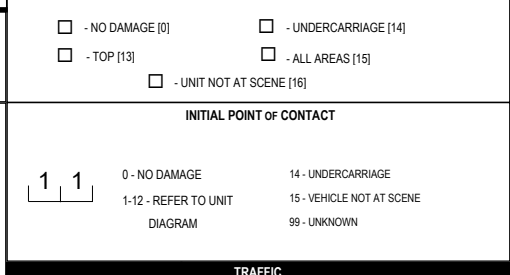 - NO DAMAGE [0] - UNDERCARRIAGE [14]
- TOP [13] - ALL AREAS [15]
- UNIT NOT AT SCENE [16]
INITIAL POINT OF CONTACT
1 1
0 - NO DAMAGE 14 - UNDERCARRIAGE
1-12 - REFER TO UNIT 15 - VEHICLE NOT AT SCENE
DIAGRAM 99 - UNKNOWN
TRAFFIC